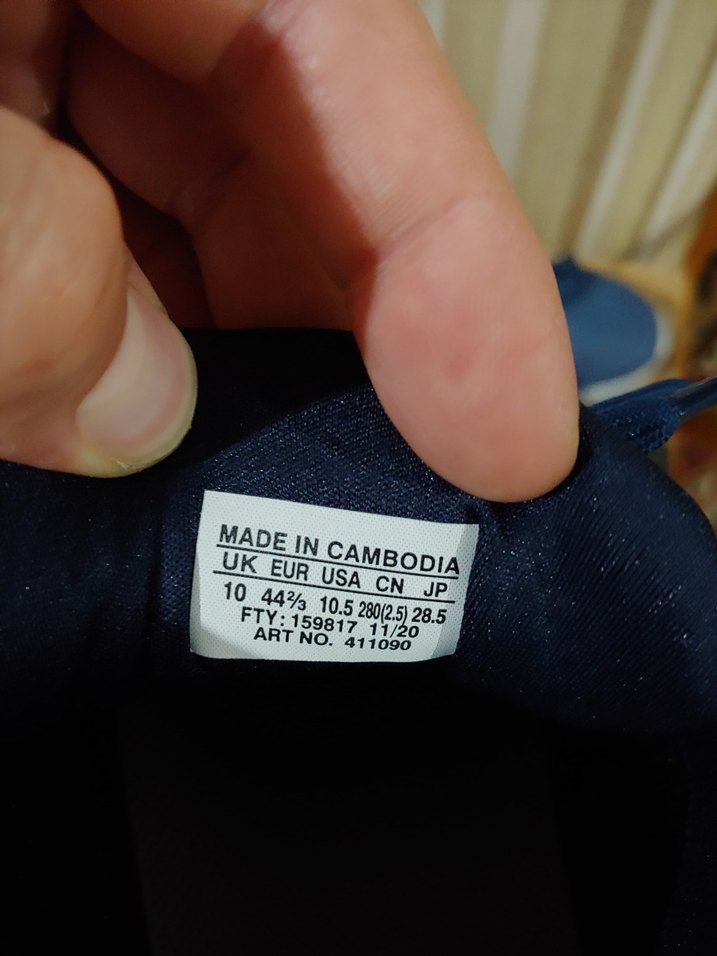 MADE IN CAMBODIA
UK EUR USA CN JP
10 44⅔ 10.5 280(2.5) 28.5
FTY: 159817 11/20
ART NO. 411090